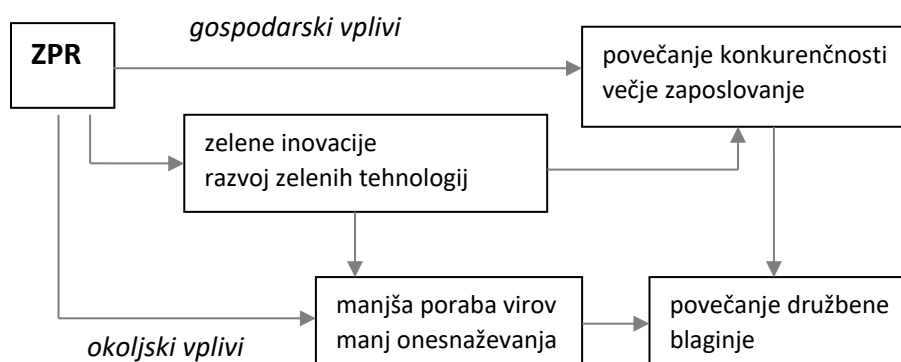 gospodarski vplivi
ZPR
povečanje konkurenčnosti
večje zaposlovanje
zelene inovacije
razvoj zelenih tehnologij
manjša poraba virov
manj onesnaževanja
povečanje družbene
blaginje
okoljski vplivi